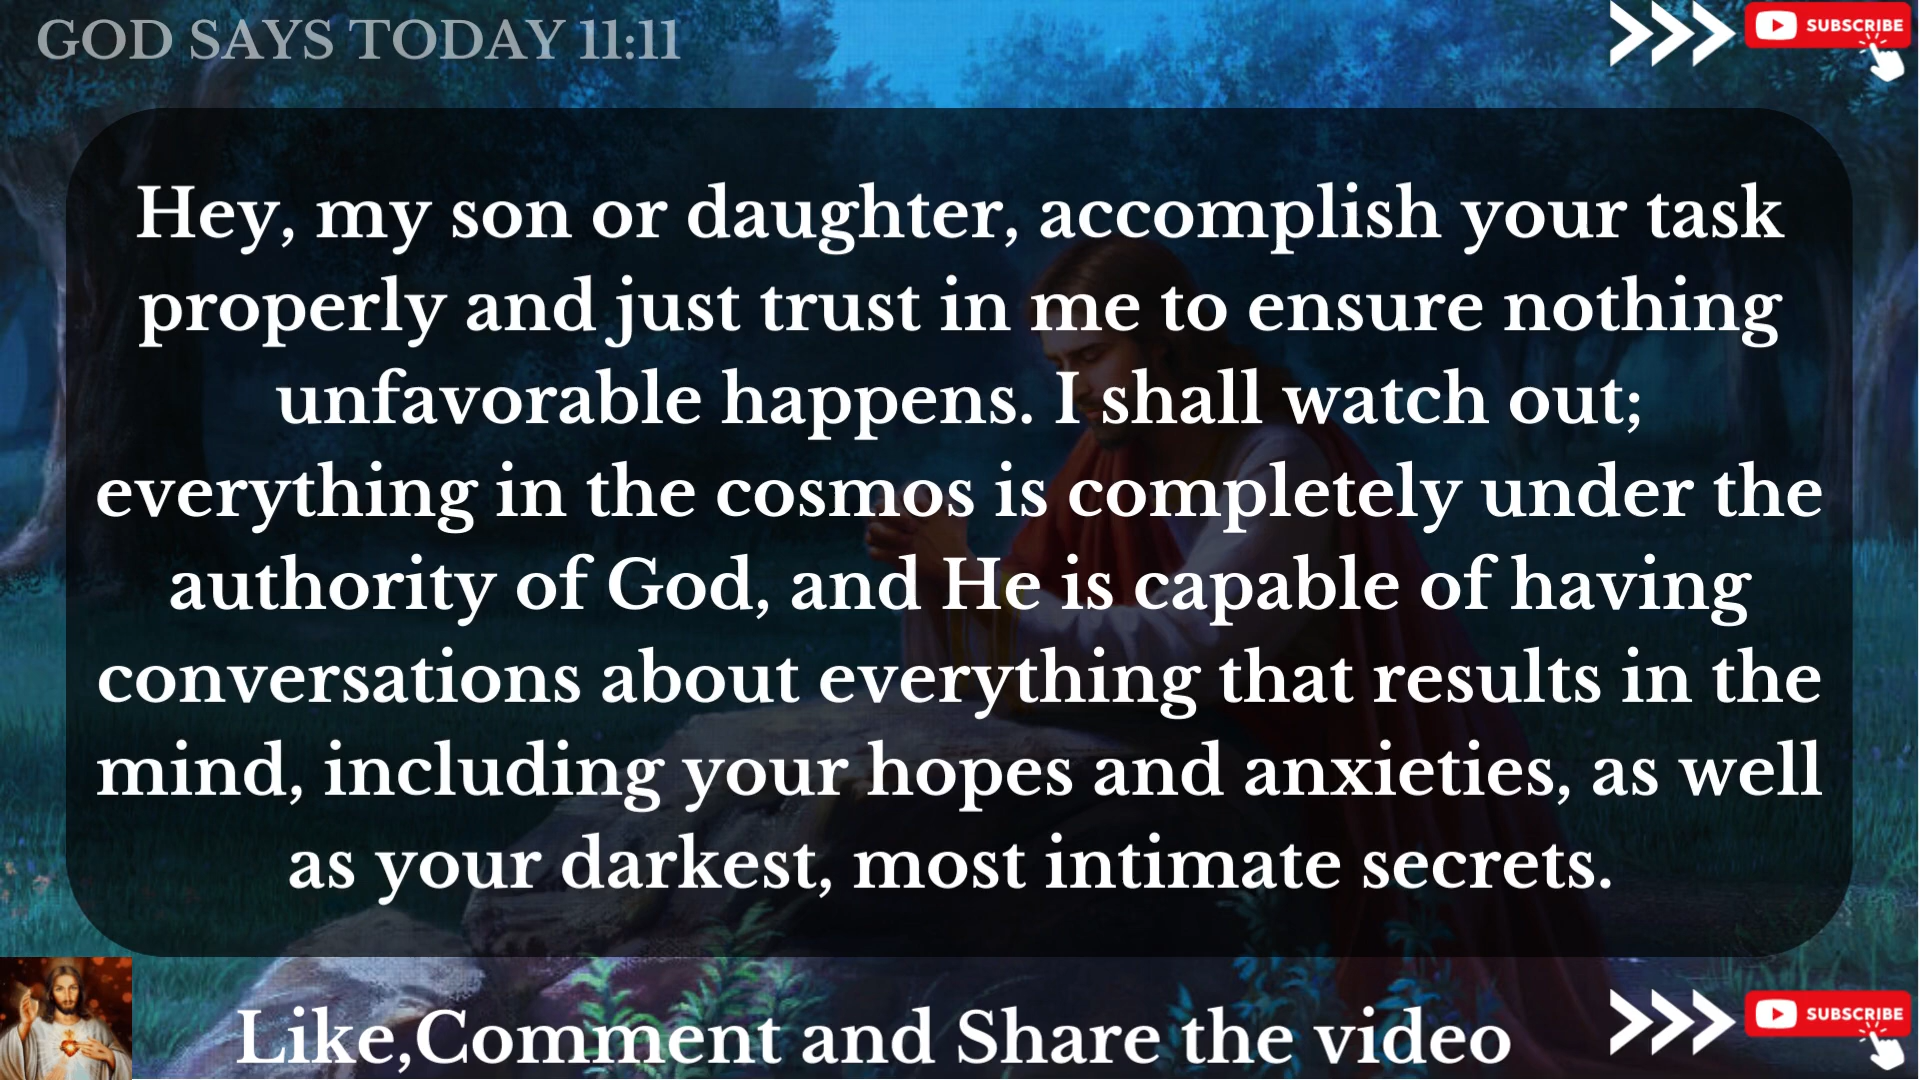 GOD SAYS TODAY 11:11
SUBSCRIBE
Hey, my son or daughter, accomplish your task
properly and just trust in me to ensure nothing
unfavorable happens. I shall watch out;
everything in the cosmos is completely under the
authority of God, and He is capable of having
conversations about everything that results in the
mind, including your hopes and anxieties, as well
as your darkest, most intimate secrets.
Like,Comment and Share the video
SUBSCRIBE